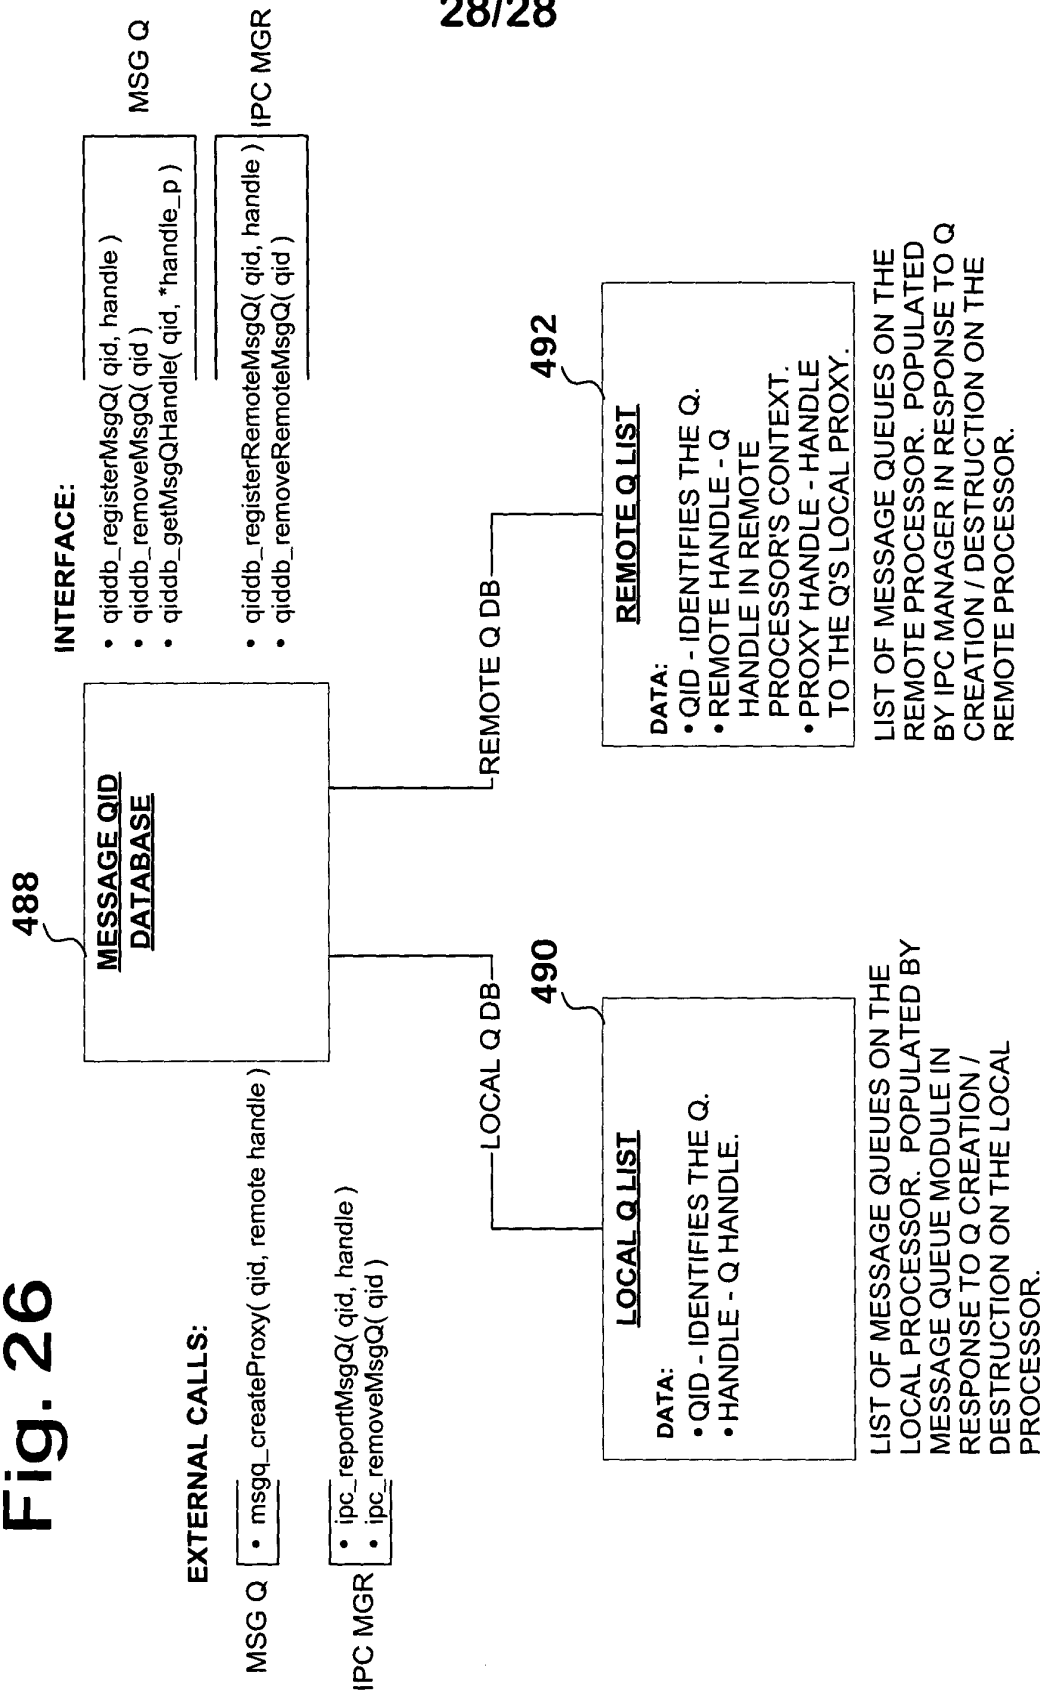 28/28
Fig. 26
EXTERNAL CALLS:
MSG Q
• msgq_createProxy( qid, remote handle )
IPC MGR
• ipc_reportMsgQ( qid, handle )
• ipc_removeMsgQ( qid )
488
MESSAGE QID
DATABASE
INTERFACE:
• qiddb_registerMsgQ( qid, handle )
• qiddb_removeMsgQ( qid )
• qiddb_getMsgQHandle( qid, *handle_p )
MSG Q
• qiddb_registerRemoteMsgQ( qid, handle )
• qiddb_removeRemoteMsgQ( qid )
IPC MGR
LOCAL Q DB
REMOTE Q DB
490
LOCAL Q LIST
DATA:
• QID - IDENTIFIES THE Q.
• HANDLE - Q HANDLE.
LIST OF MESSAGE QUEUES ON THE
LOCAL PROCESSOR. POPULATED BY
MESSAGE QUEUE MODULE IN
RESPONSE TO Q CREATION /
DESTRUCTION ON THE LOCAL
PROCESSOR.
492
REMOTE Q LIST
DATA:
• QID - IDENTIFIES THE Q.
• REMOTE HANDLE - Q
HANDLE IN REMOTE
PROCESSOR'S CONTEXT.
• PROXY HANDLE - HANDLE
TO THE Q'S LOCAL PROXY.
LIST OF MESSAGE QUEUES ON THE
REMOTE PROCESSOR. POPULATED
BY IPC MANAGER IN RESPONSE TO Q
CREATION / DESTRUCTION ON THE
REMOTE PROCESSOR.